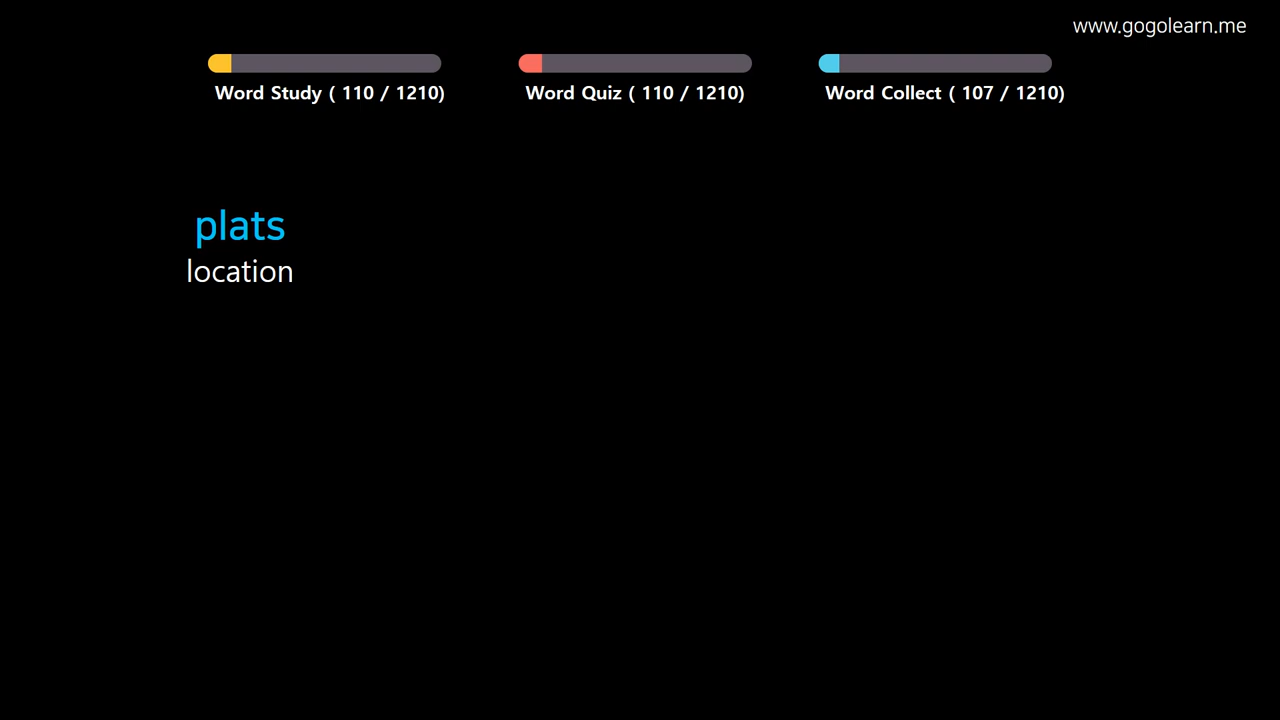 www.gogolearn.me
Word Study ( 110 / 1210)
Word Quiz ( 110 / 1210)
Word Collect ( 107 / 1210)
plats
location